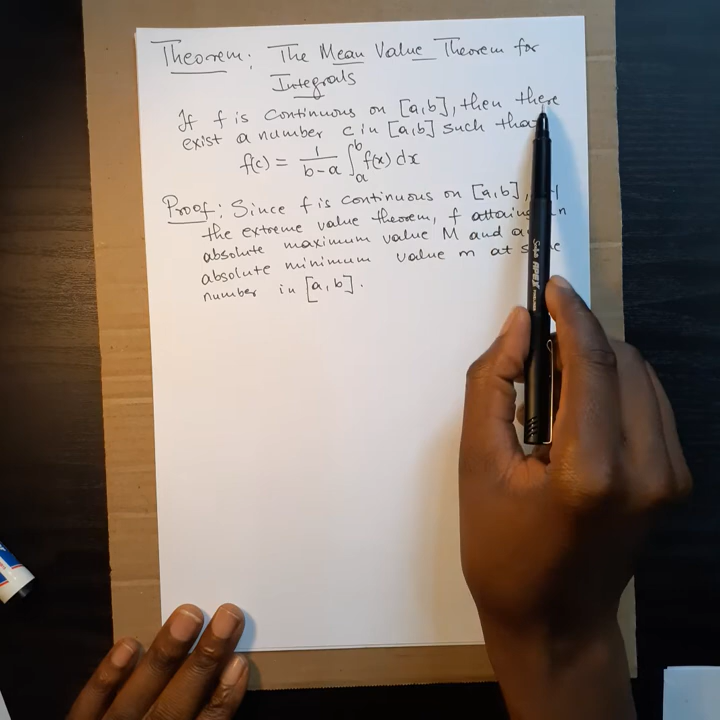 Theorem: The Mean Value Theorem for
Integrals
If f is continuous on [a,b], then there
exist a number c in [a,b] such that
f(c) = 1/(b-a) ∫_a^b f(x) dx
Proof: Since f is continuous on [a,b],
the extreme value theorem, f attains
absolute maximum value M and
absolute minimum value m at
number in [a,b].
APEX